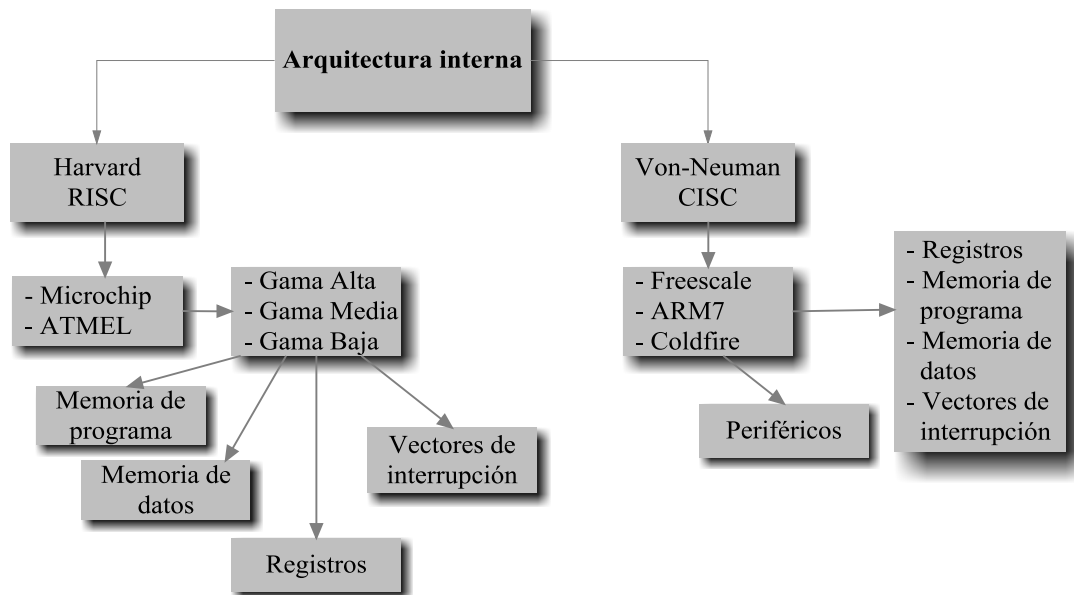 Arquitectura interna
Harvard
RISC
Von-Neuman
CISC
- Microchip
- ATMEL
- Gama Alta
- Gama Media
- Gama Baja
Memoria de
programa
Memoria de
datos
Registros
Vectores de
interrupción
- Freescale
- ARM7
- Coldfire
Periféricos
- Registros
- Memoria de
programa
- Memoria de
datos
- Vectores de
interrupción